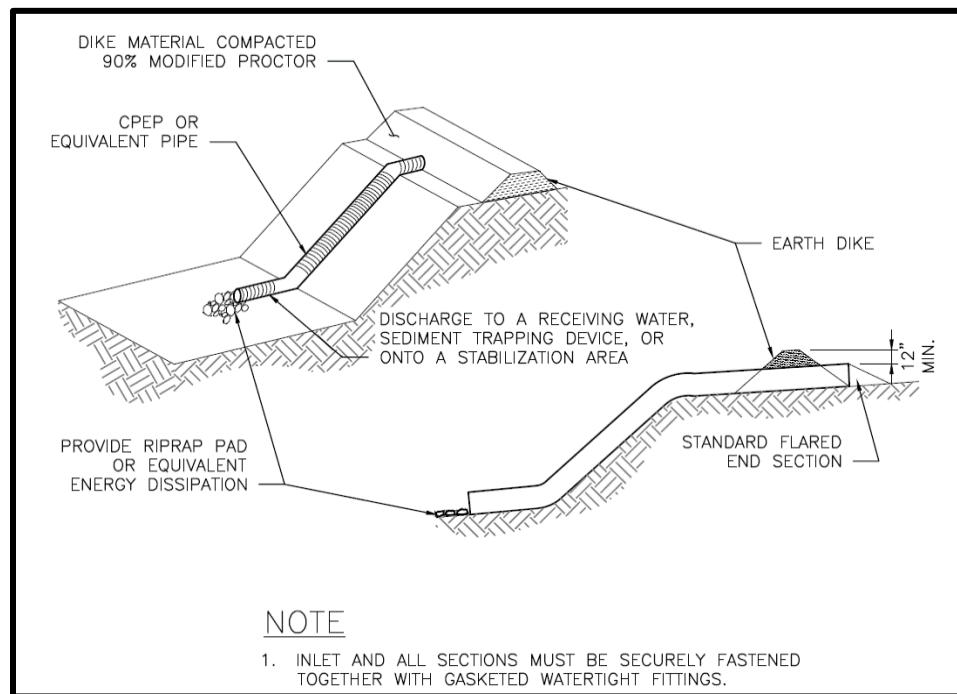 DIKE MATERIAL COMPACTED
90% MODIFIED PROCTOR
CPEP OR
EQUIVALENT PIPE
EARTH DIKE
DISCHARGE TO A RECEIVING WATER,
SEDIMENT TRAPPING DEVICE, OR
ONTO A STABILIZATION AREA
12"
MIN.
PROVIDE RIPRAP PAD
OR EQUIVALENT
ENERGY DISSIPATION
STANDARD FLARED
END SECTION
NOTE
1. INLET AND ALL SECTIONS MUST BE SECURELY FASTENED
TOGETHER WITH GASKETED WATERTIGHT FITTINGS.